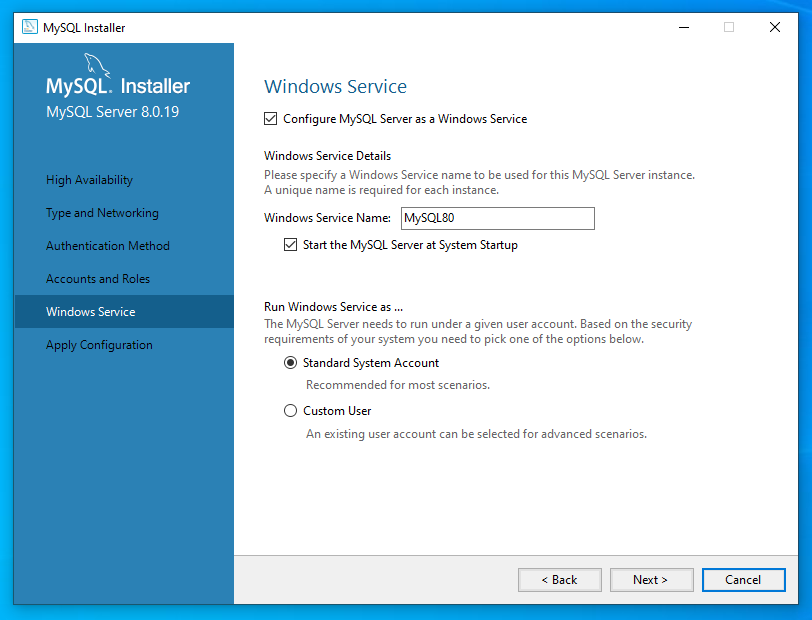 MySQL Installer
MySQL. Installer
MySQL Server 8.0.19
High Availability
Type and Networking
Authentication Method
Accounts and Roles
Windows Service
Apply Configuration
Windows Service
Configure MySQL Server as a Windows Service
Windows Service Details
Please specify a Windows Service name to be used for this MySQL Server instance.
A unique name is required for each instance.
Windows Service Name: MySQL80
Start the MySQL Server at System Startup
Run Windows Service as ...
The MySQL Server needs to run under a given user account. Based on the security
requirements of your system you need to pick one of the options below.
Standard System Account
Recommended for most scenarios.
Custom User
An existing user account can be selected for advanced scenarios.
< Back Next > Cancel